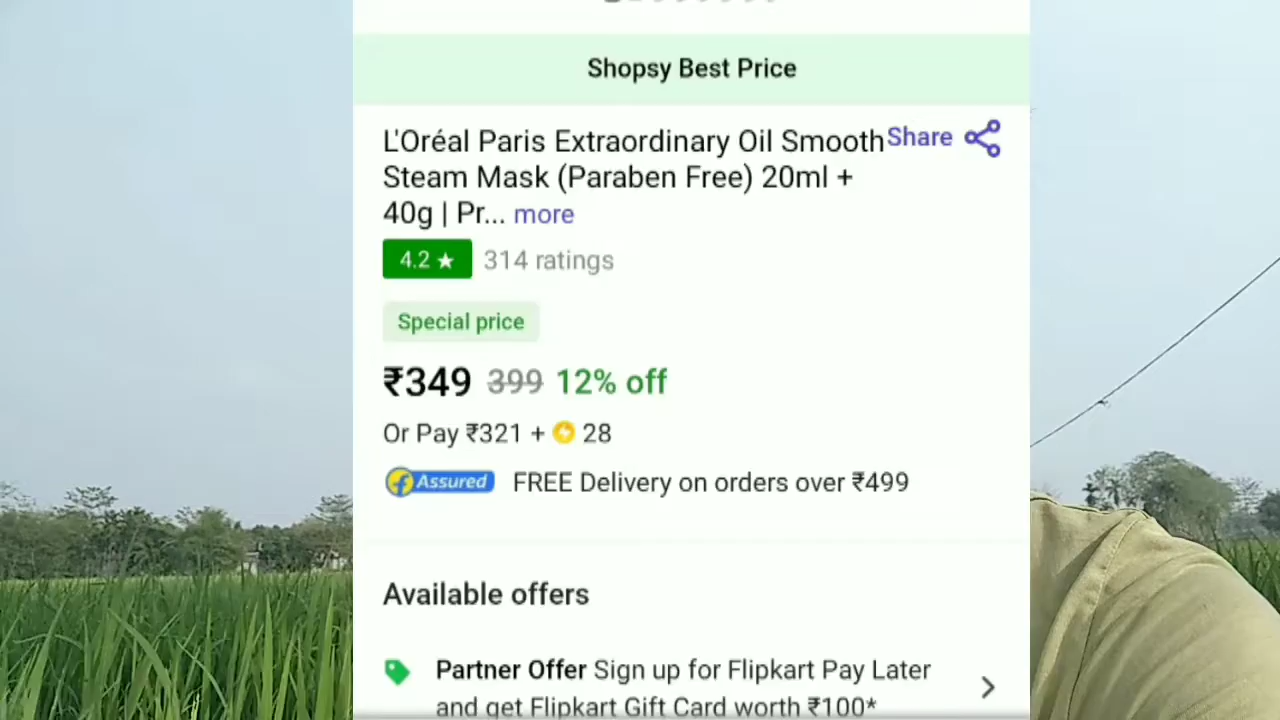 Shopsy Best Price
L'Oréal Paris Extraordinary Oil Smooth
Share
Steam Mask (Paraben Free) 20ml +
40g | Pr... more
4.2 ★ 314 ratings
Special price
₹349 399 12% off
Or Pay ₹321 + 28
Assured FREE Delivery on orders over ₹499
Available offers
Partner Offer Sign up for Flipkart Pay Later
and get Flipkart Gift Card worth ₹100*